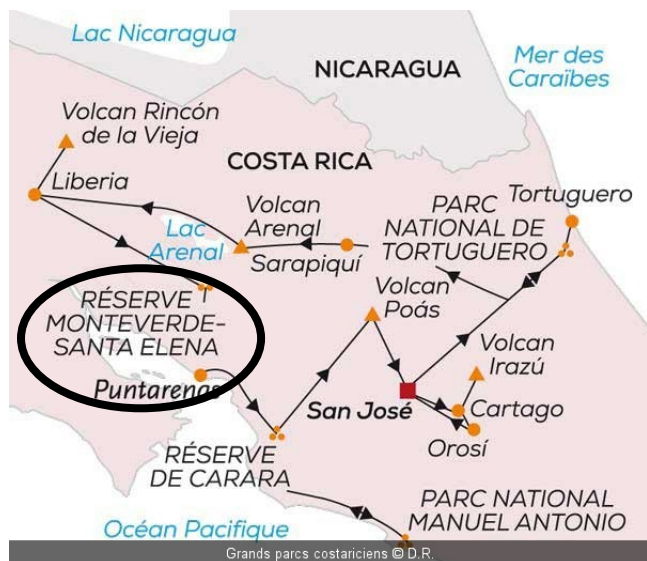 Lac Nicaragua
NICARAGUA
Mer des
Caraïbes
Volcan Rincón
de la Vieja
COSTA RICA
Liberia
Volcan
Arenal
Lac
Arenal
Sarapiquí
PARC
NATIONAL DE
TORTUGUERO
Tortuguero
RÉSERVE
MONTEVERDE-
SANTA ELENA
Volcan
Poás
Volcan
Irazú
Puntarenas
San José
Cartago
Orosí
RÉSERVE
DE CARARA
PARC NATIONAL
MANUEL ANTONIO
Océan Pacifique
Grands parcs costariciens © D.R.